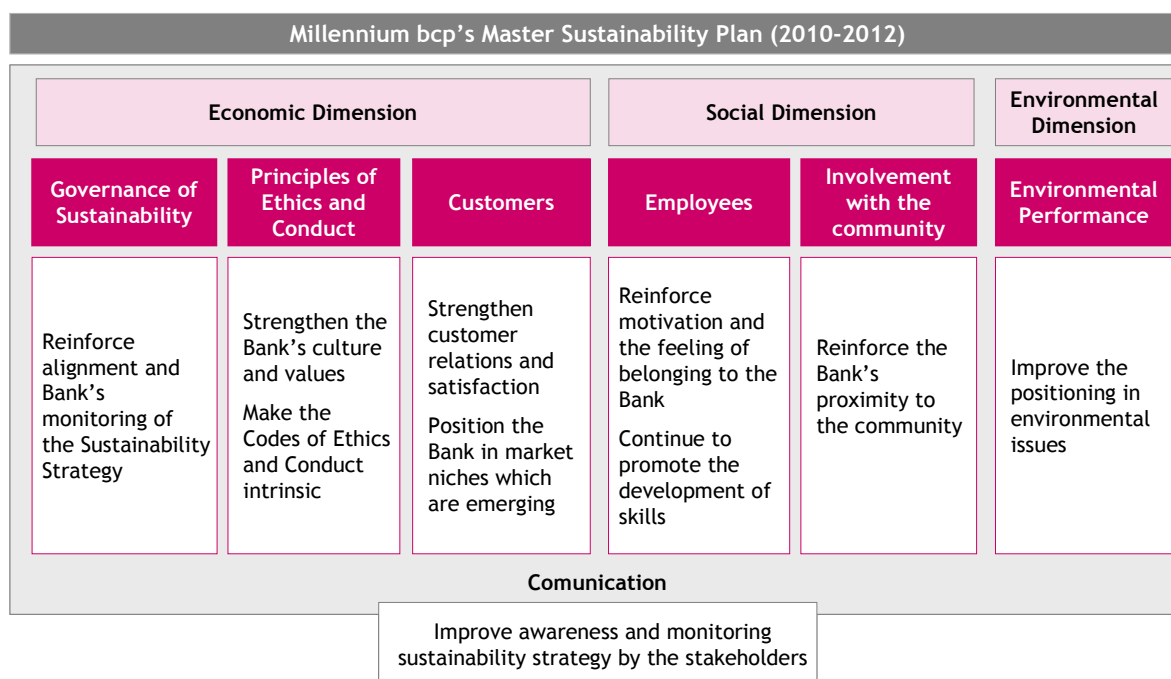 Millennium bcp's Master Sustainability Plan (2010-2012)
Economic Dimension
Social Dimension
Environmental
Dimension
Governance of
Sustainability
Principles of
Ethics and
Conduct
Customers
Employees
Involvement
with the
community
Environmental
Performance
Reinforce
alignment and
Bank's
monitoring of
the Sustainability
Strategy
Strengthen the
Bank's culture
and values
Make the
Codes of Ethics
and Conduct
intrinsic
Strengthen
customer
relations and
satisfaction
Position the
Bank in market
niches which
are emerging
Reinforce
motivation and
the feeling of
belonging to the
Bank
Continue to
promote the
development of
skills
Reinforce the
Bank's
proximity to
the community
Improve the
positioning in
environmental
issues
Comunication
Improve awareness and monitoring
sustainability strategy by the stakeholders